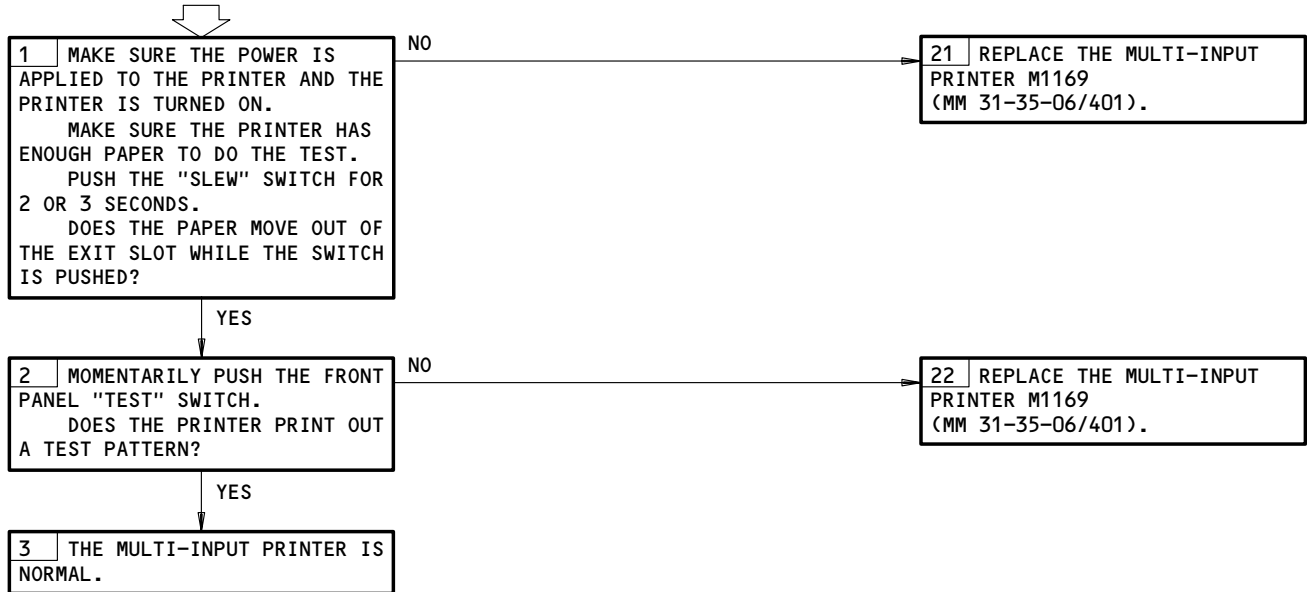 1 MAKE SURE THE POWER IS
APPLIED TO THE PRINTER AND THE
PRINTER IS TURNED ON.
MAKE SURE THE PRINTER HAS
ENOUGH PAPER TO DO THE TEST.
PUSH THE "SLEW" SWITCH FOR
2 OR 3 SECONDS.
DOES THE PAPER MOVE OUT OF
THE EXIT SLOT WHILE THE SWITCH
IS PUSHED?
NO
21 REPLACE THE MULTI-INPUT
PRINTER M1169
(MM 31-35-06/401).
YES
2 MOMENTARILY PUSH THE FRONT
PANEL "TEST" SWITCH.
DOES THE PRINTER PRINT OUT
A TEST PATTERN?
NO
22 REPLACE THE MULTI-INPUT
PRINTER M1169
(MM 31-35-06/401).
YES
3 THE MULTI-INPUT PRINTER IS
NORMAL.